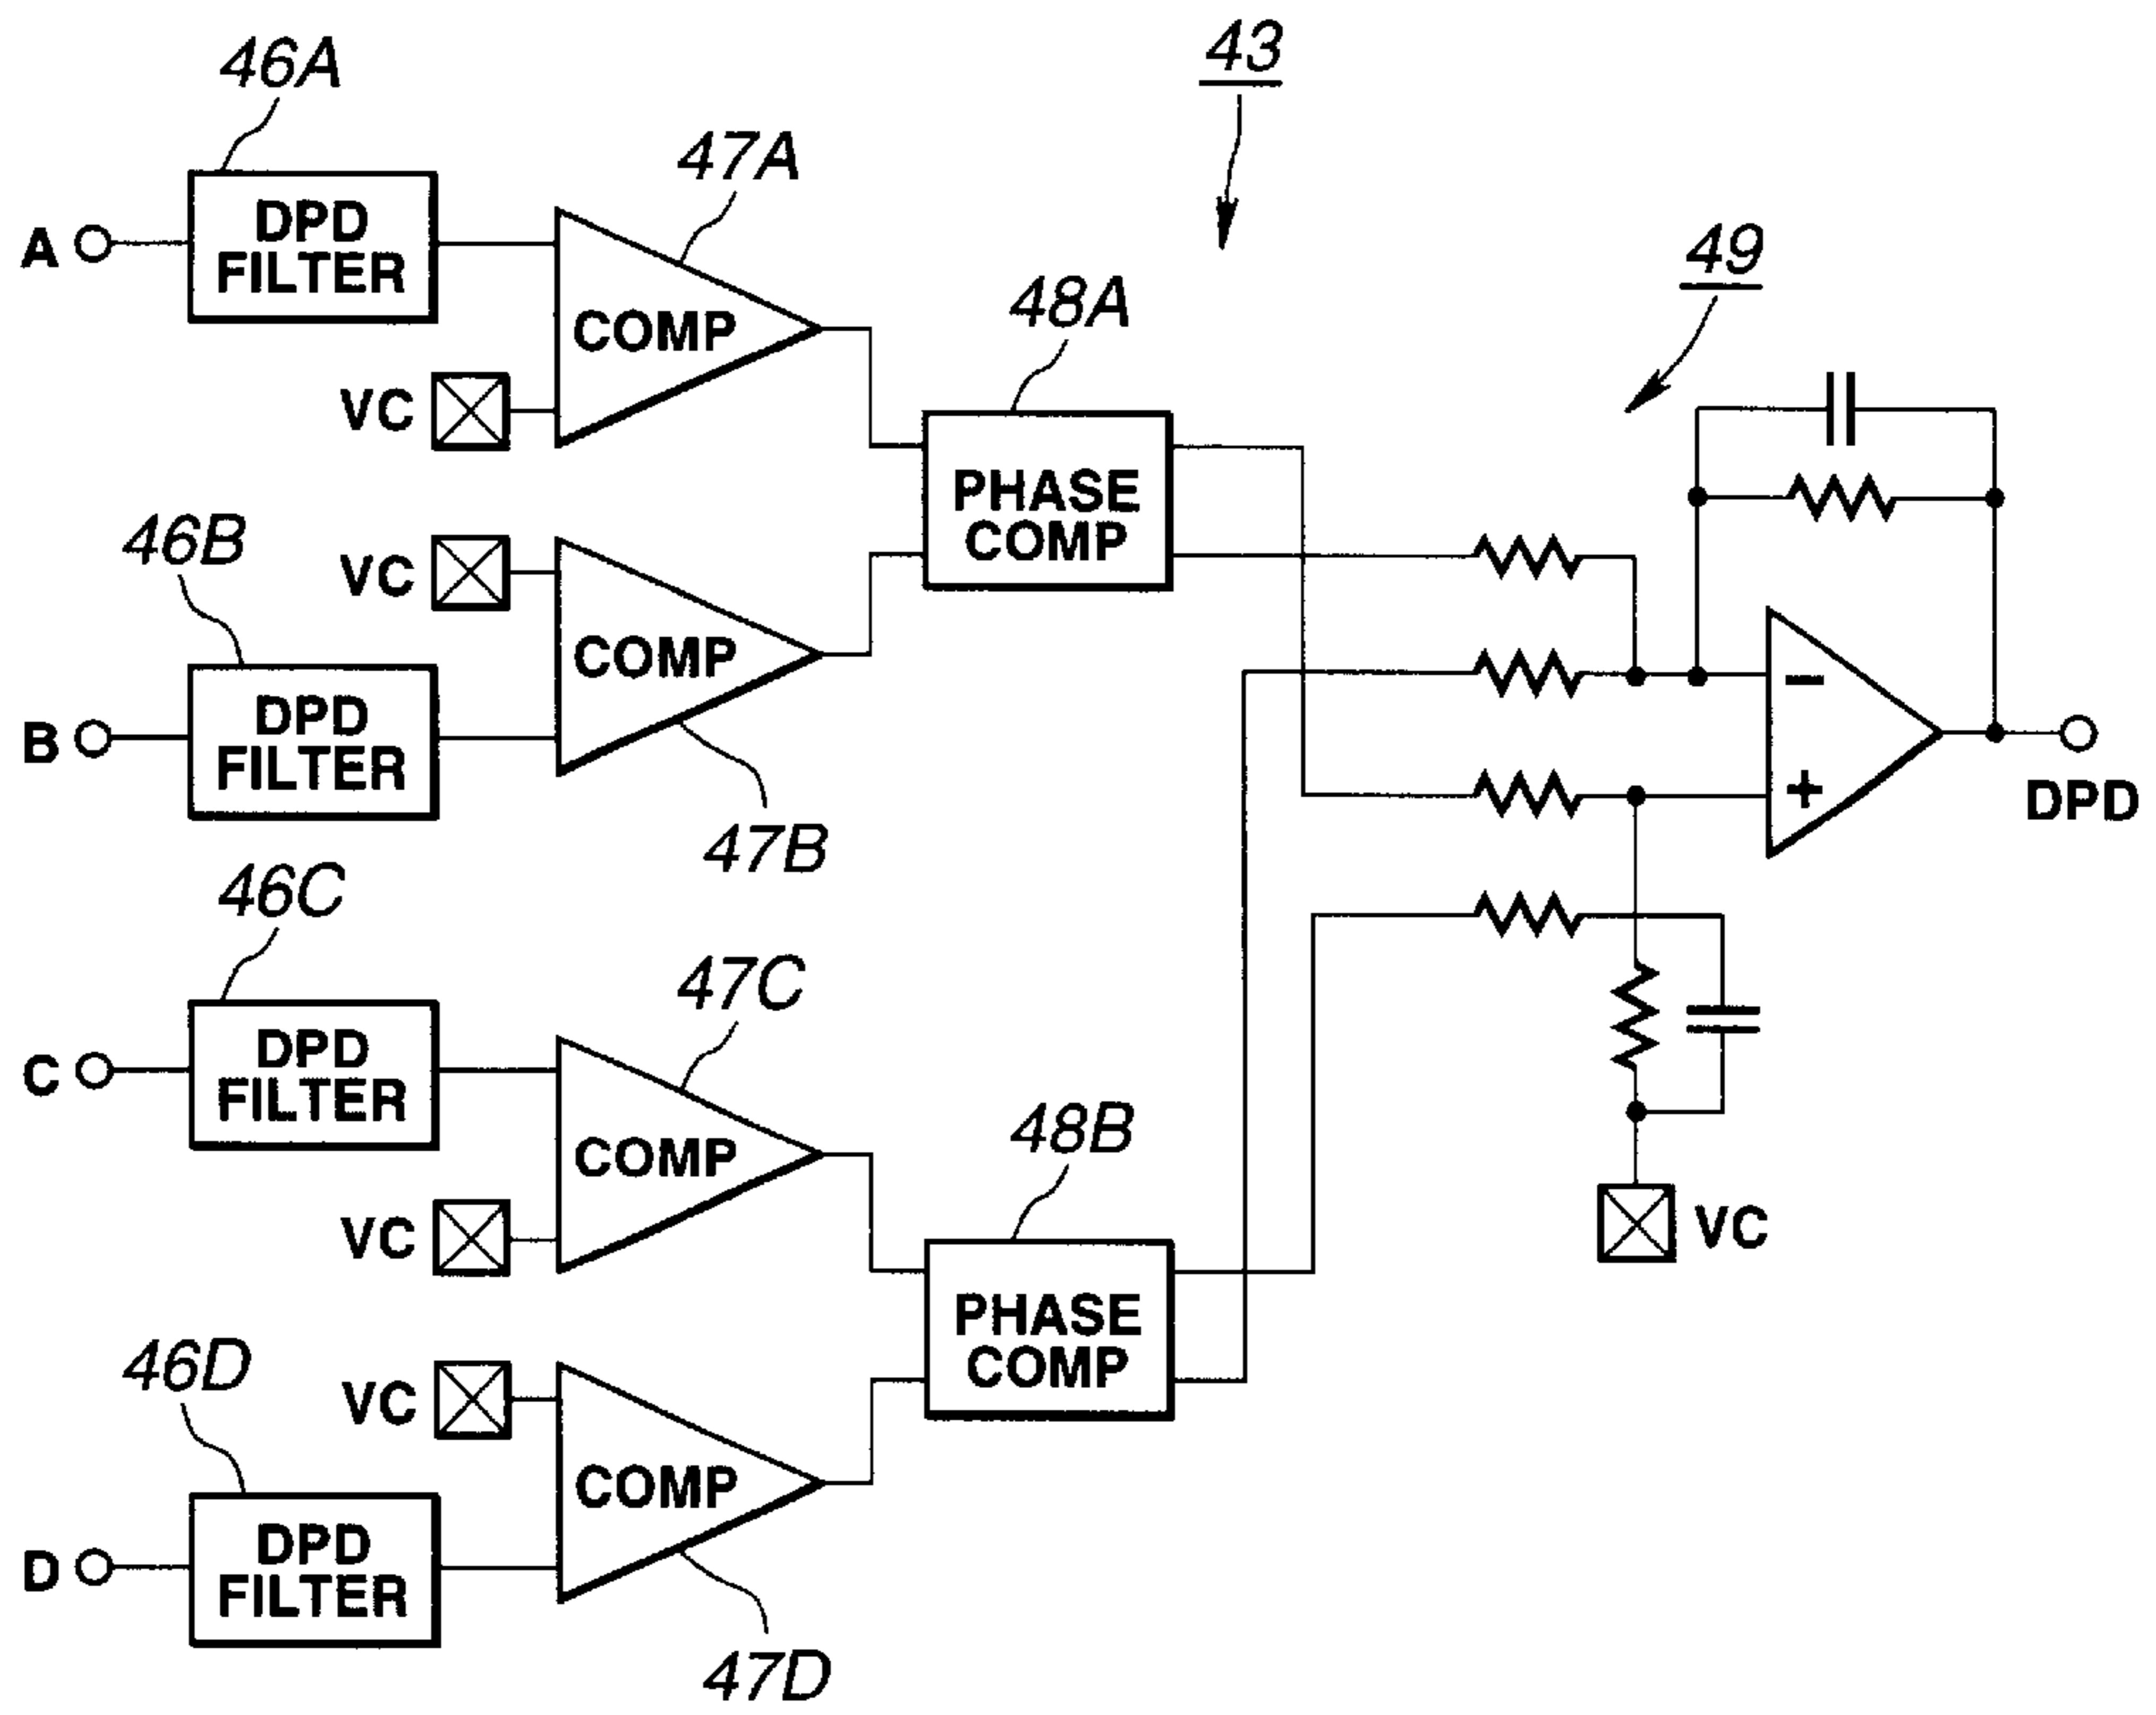 46A
43
47A
DPD
FILTER
A
49
48A
COMP
VC
PHASE
COMP
46B
VC
COMP
DPD
FILTER
B
−
+
DPD
47B
46C
47C
DPD
FILTER
C
48B
COMP
VC
VC
PHASE
COMP
46D
VC
COMP
DPD
FILTER
D
47D